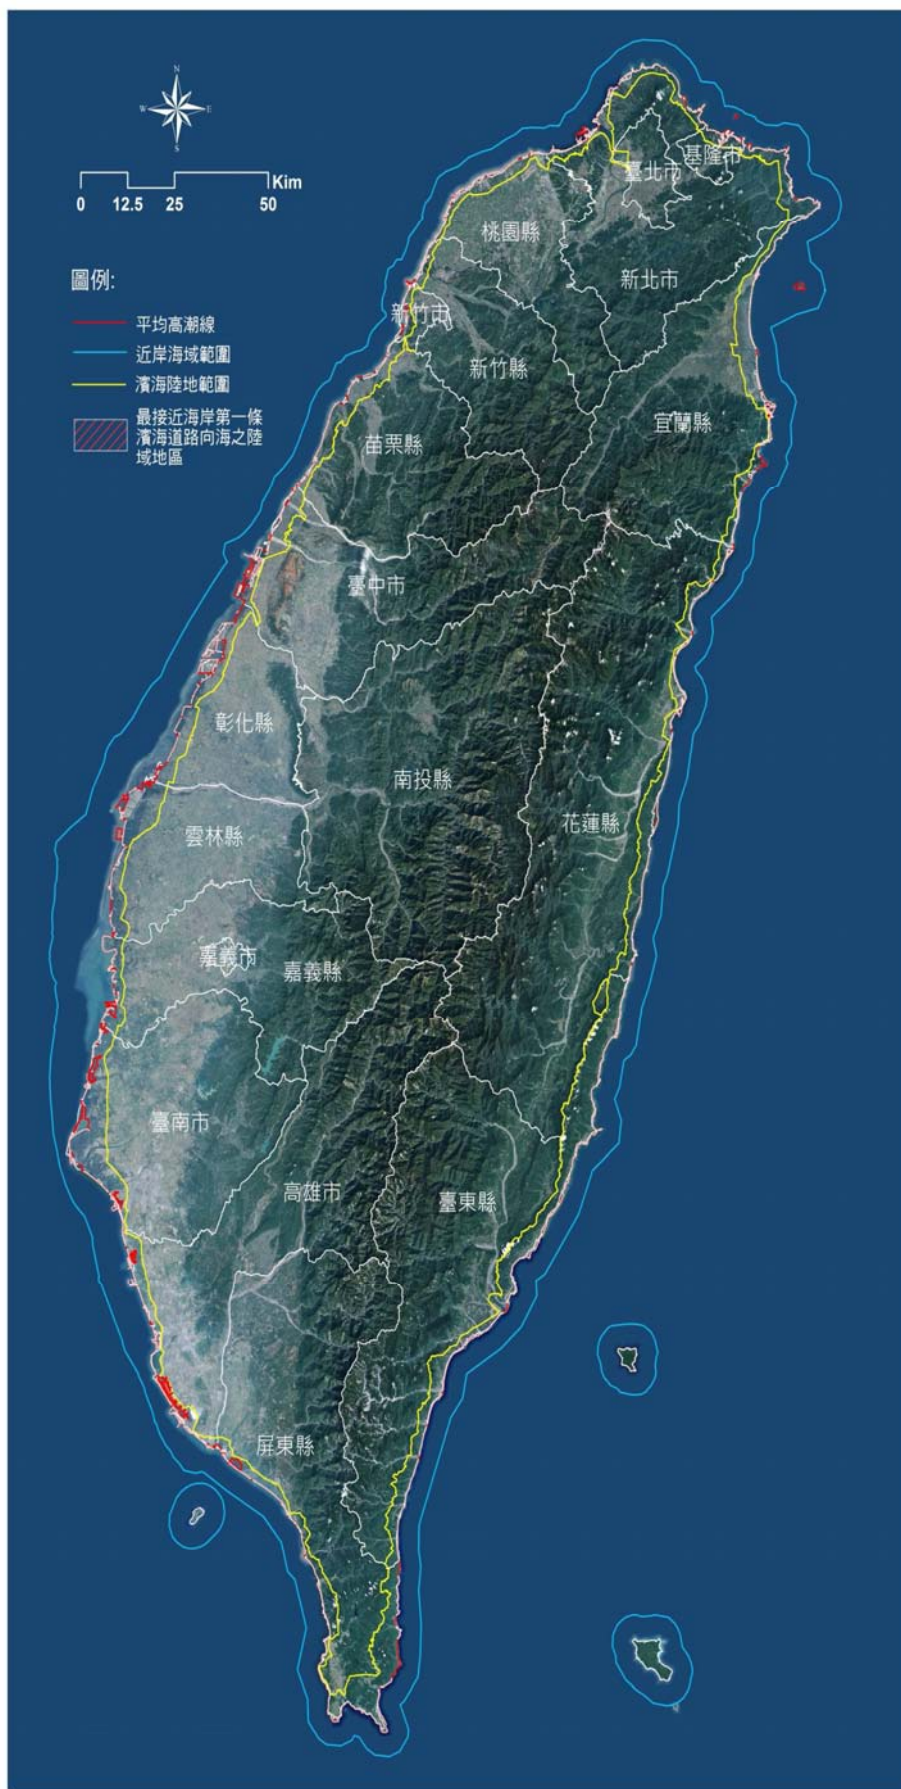 N
W E
S
Kim
0 12.5 25 50
圖例:
平均高潮線
近岸海域範圍
濱海陸地範圍
最接近海岸第一條
濱海道路向海之陸
域地區
基隆市
臺北市
桃園縣
新北市
新竹市
新竹縣
宜蘭縣
苗栗縣
臺中市
彰化縣
南投縣
花蓮縣
雲林縣
嘉義市
嘉義縣
臺南市
高雄市
臺東縣
屏東縣